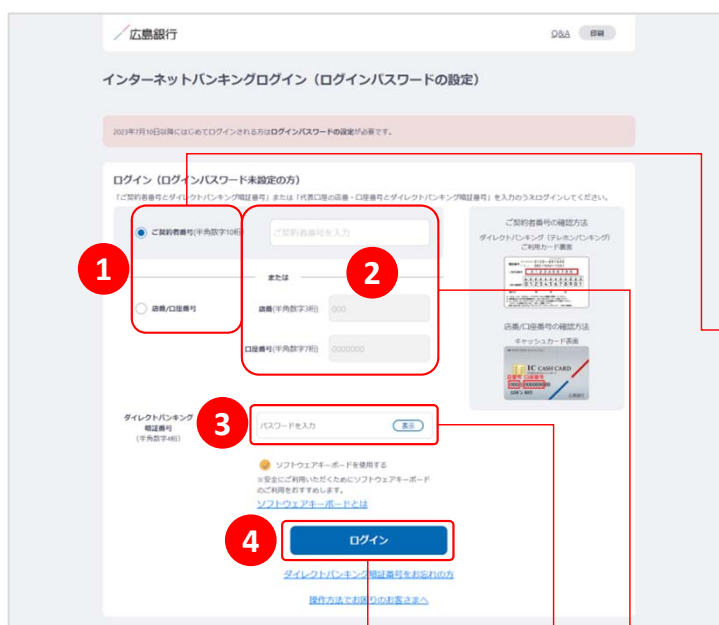 広島銀行
Q&A 印刷
インターネットバンキングログイン（ログインパスワードの設定）
2023年7月10日以降にはじめてログインされる方はログインパスワードの設定が必要です。
ログイン（ログインパスワード未設定の方）
「ご契約者番号とダイレクトバンキング暗証番号」または「代表口座の店番・口座番号とダイレクトバンキング暗証番号」を入力のうえログインしてください。
1
ご契約者番号(半角数字10桁)
2
ご契約者番号を入力
または
店番/口座番号
店番(半角数字3桁) 000
口座番号(半角数字7桁) 0000000
ご契約者番号の確認方法
ダイレクトバンキング（テレホンバンキング）
ご利用カード裏面
店番/口座番号の確認方法
キャッシュカード表面
IC CASH CARD
店番号 口座番号
広島銀行
ダイレクトバンキング
暗証番号
(半角数字4桁)
3
パスワードを入力 表示
ソフトウェアキーボードを使用する
※安全にご利用いただくためにソフトウェアキーボード
のご利用をおすすめします。
ソフトウェアキーボードとは
4
ログイン
ダイレクトバンキング暗証番号をお忘れの方
操作方法でお困りのお客さまへ